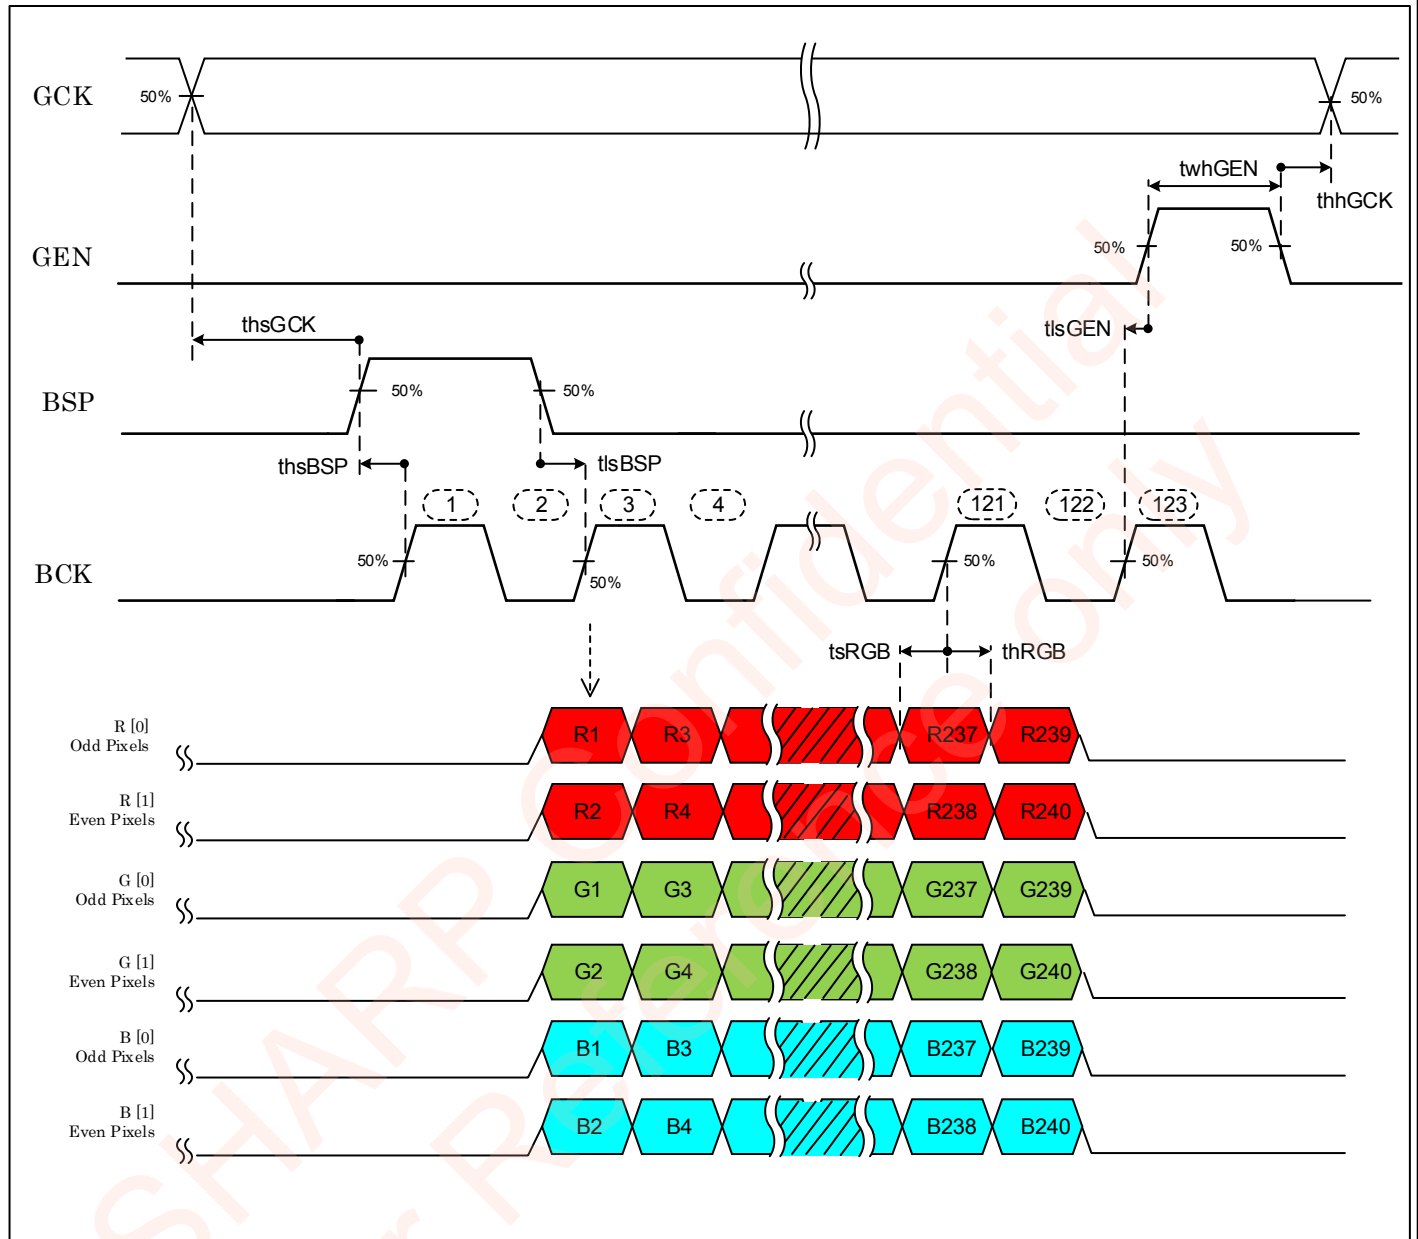 GCK
50%
50%
twhGEN
thhGCK
GEN
50%
50%
thsGCK
tlsGEN
BSP
50%
50%
thsBSP
tlsBSP
1
2
3
4
121
122
123
BCK
50%
50%
50%
50%
tsRGB
thRGB
R [0]
Odd Pixels
R1
R3
R237
R239
R [1]
Even Pixels
R2
R4
R238
R240
G [0]
Odd Pixels
G1
G3
G237
G239
G [1]
Even Pixels
G2
G4
G238
G240
B [0]
Odd Pixels
B1
B3
B237
B239
B [1]
Even Pixels
B2
B4
B238
B240
SHARP Confidential
r Reference only